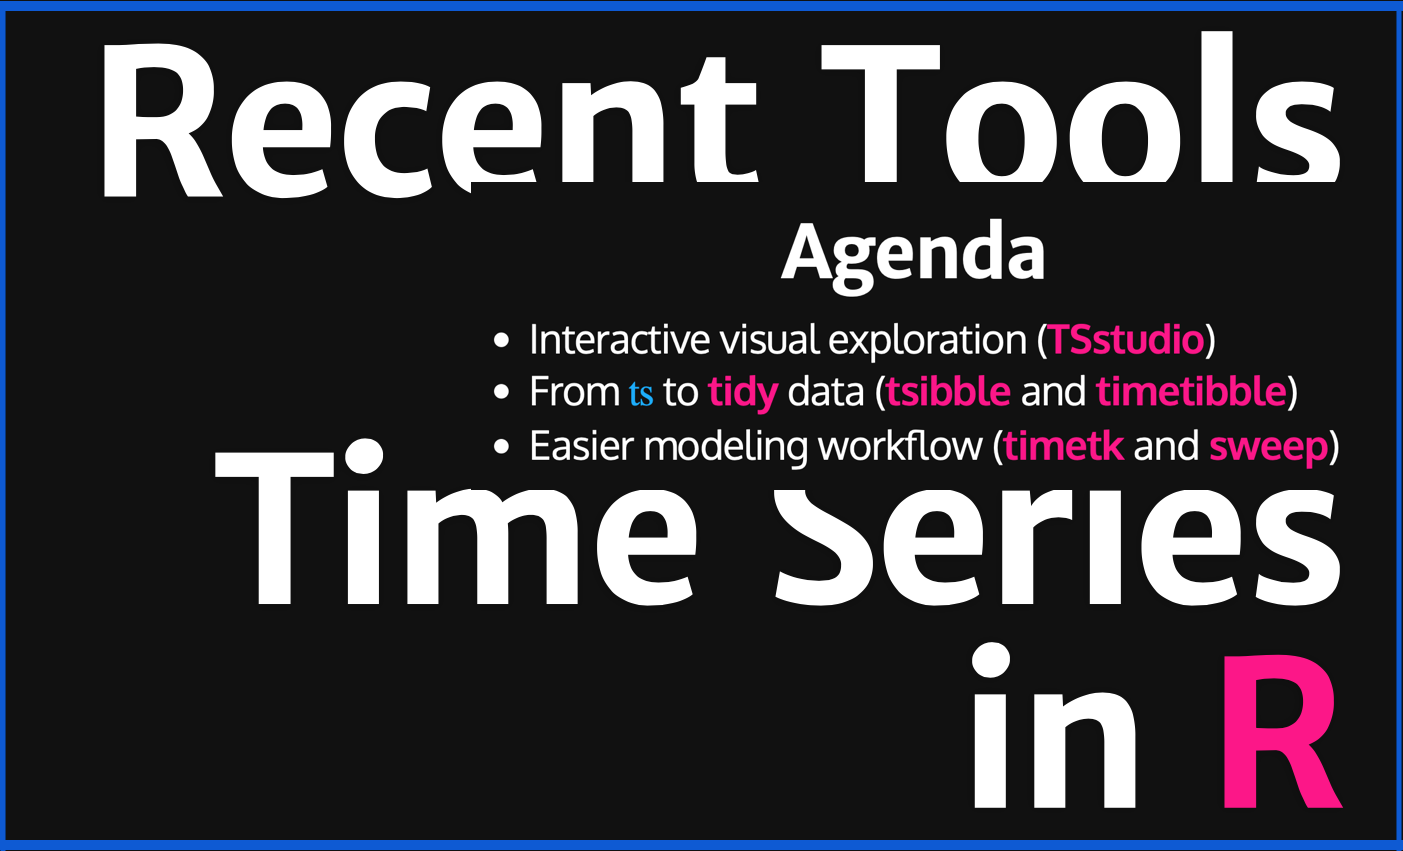 Recent Tools
Agenda
• Interactive visual exploration (TSstudio)
• From ts to tidy data (tsibble and timetibble)
• Easier modeling workflow (timetk and sweep)
Time Series
in R